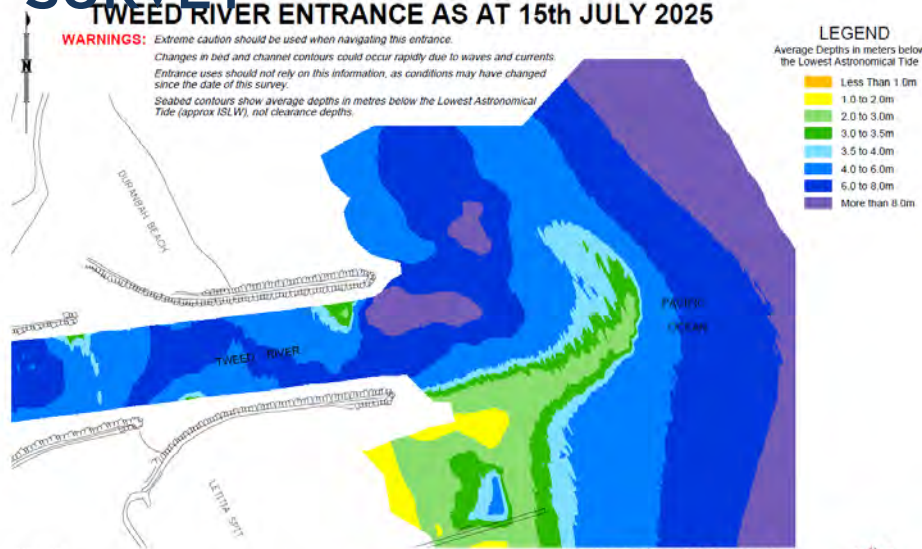 SURVEY
TWEED RIVER ENTRANCE AS AT 15th JULY 2025
WARNINGS: Extreme caution should be used when navigating this entrance.
Changes in bed and channel contours could occur rapidly due to waves and currents.
Entrance uses should not rely on this information, as conditions may have changed
since the date of this survey.
Seabed contours show average depths in metres below the Lowest Astronomical
Tide (approx ISLW), not clearance depths.
N
LEGEND
Average Depths in meters below
the Lowest Astronomical Tide
Less Than 1.0m
1.0 to 2.0m
2.0 to 3.0m
3.0 to 3.5m
3.5 to 4.0m
4.0 to 6.0m
6.0 to 8.0m
More than 8.0m
DURANBAH BEACH
PACIFIC
OCEAN
TWEED RIVER
LETITIA SPIT